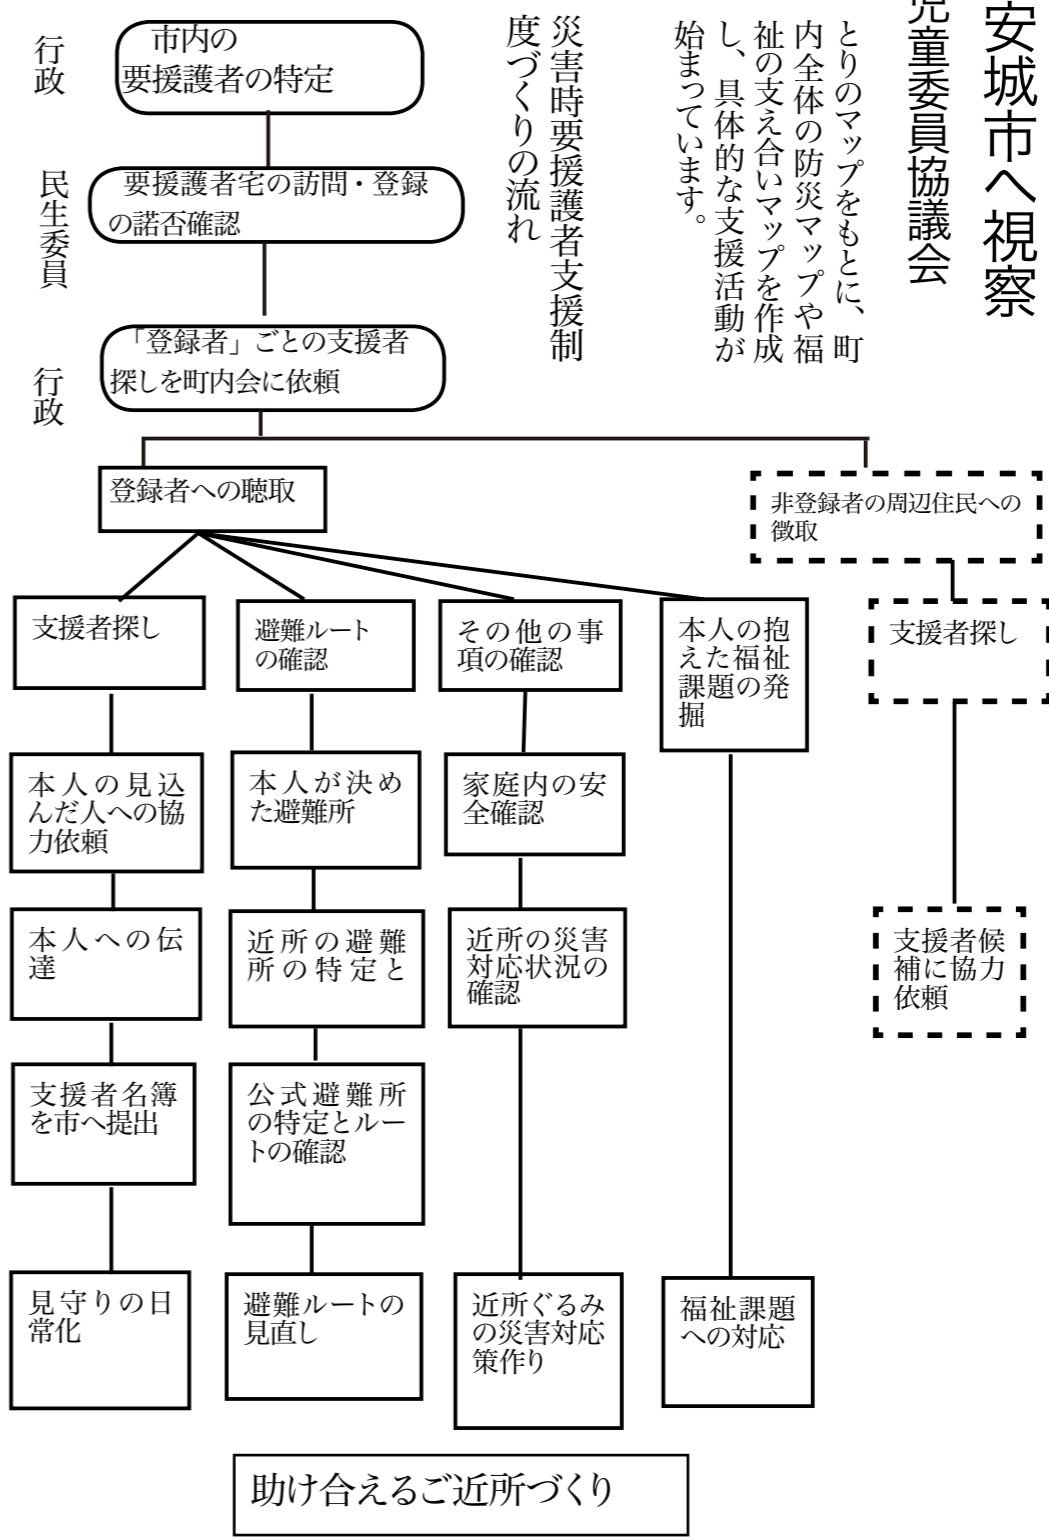 安城市へ視察
児童委員協議会
とりのマップをもとに、町
内全体の防災マップや福
祉の支え合いマップを作成
し、具体的な支援活動が
始まっています。
災害時要援護者支援制
度づくりの流れ
行政
市内の
要援護者の特定
民生委員
要援護者宅の訪問・登録
の諾否確認
行政
「登録者」ごとの支援者
探しを町内会に依頼
登録者への聴取
非登録者の周辺住民への
徴取
支援者探し
避難ルート
の確認
その他の事
項の確認
本人の抱
えた福祉
課題の発
掘
支援者探し
本人の見込
んだ人への協
力依頼
本人が決め
た避難所
家庭内の安
全確認
本人への伝
達
近所の避難
所の特定と
近所の災害
対応状況の
確認
支援者候
補に協力
依頼
支援者名簿
を市へ提出
公式避難所
の特定とルー
トの確認
見守りの日
常化
避難ルートの
見直し
近所ぐるみ
の災害対応
策作り
福祉課題
への対応
助け合えるご近所づくり